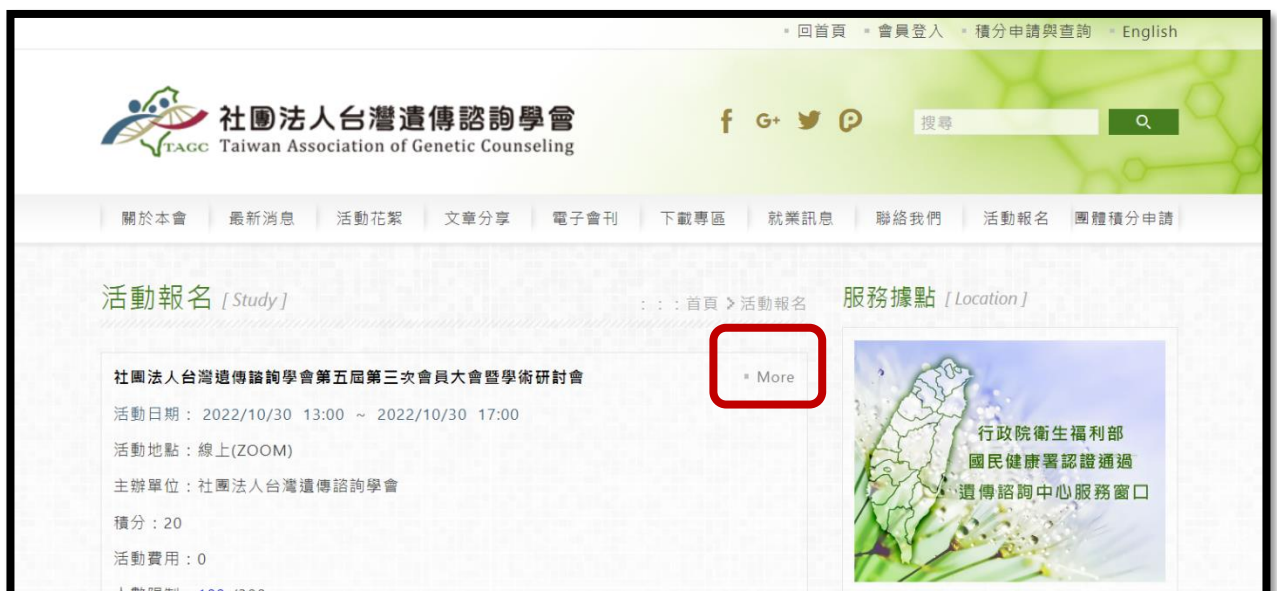 回首頁 會員登入 積分申請與查詢 English
社團法人台灣遺傳諮詢學會
TAGC Taiwan Association of Genetic Counseling
搜尋
關於本會 最新消息 活動花絮 文章分享 電子會刊 下載專區 就業訊息 聯絡我們 活動報名 團體積分申請
活動報名 [ Study ]
: : : 首頁 > 活動報名
服務據點 [ Location ]
社團法人台灣遺傳諮詢學會第五屆第三次會員大會暨學術研討會
More
活動日期： 2022/10/30 13:00 ~ 2022/10/30 17:00
活動地點：線上(ZOOM)
主辦單位：社團法人台灣遺傳諮詢學會
積分：20
活動費用：0
行政院衛生福利部
國民健康署認證通過
遺傳諮詢中心服務窗口